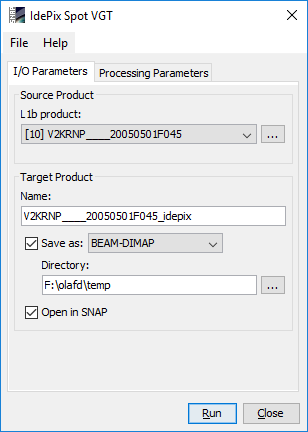 IdePix Spot VGT
File Help
I/O Parameters Processing Parameters
Source Product
L1b product:
[10] V2KRNP____20050501F045 ...
Target Product
Name:
V2KRNP____20050501F045_idepix
Save as: BEAM-DIMAP
Directory:
F:\olafd\temp ...
Open in SNAP
Run Close